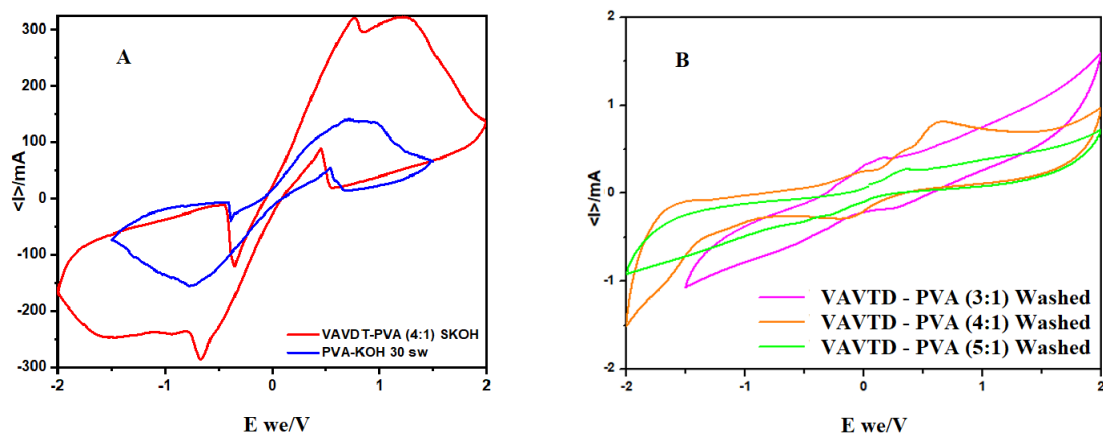 300
200
100
0
-100
-200
-300
<I>/mA
A
VAVDT-PVA (4:1) SKOH
PVA-KOH 30 sw
-2
-1
0
1
2
E we/V
2
1
0
-1
-2
<I>/mA
B
VAVTD - PVA (3:1) Washed
VAVTD - PVA (4:1) Washed
VAVTD - PVA (5:1) Washed
-2
-1
0
1
2
E we/V